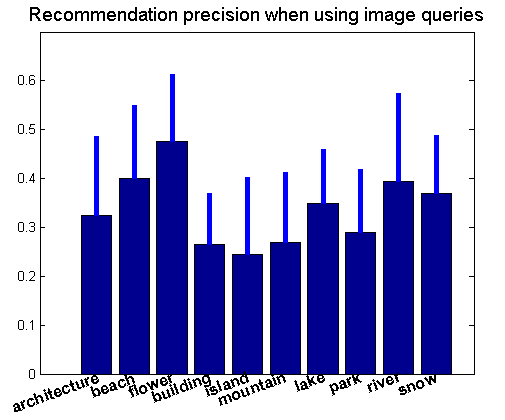 Recommendation precision when using image queries
0.6
0.5
0.4
0.3
0.2
0.1
0
architecture
beach
flower
building
island
mountain
lake
park
river
snow